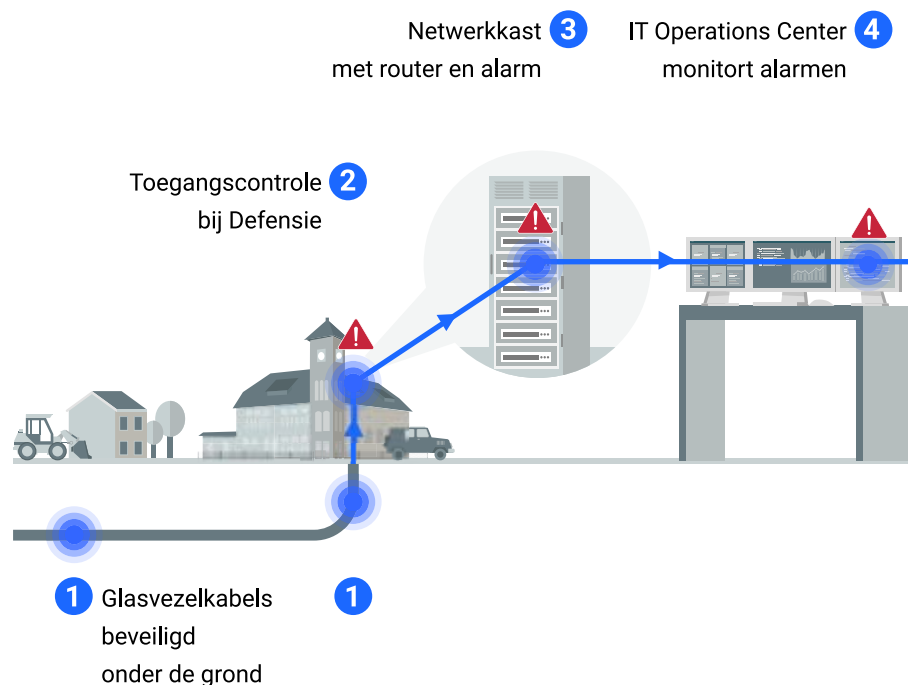 Netwerkkast 3
met router en alarm
IT Operations Center 4
monitort alarmen
Toegangscontrole 2
bij Defensie
1 Glasvezelkabels
beveiligd
onder de grond
1